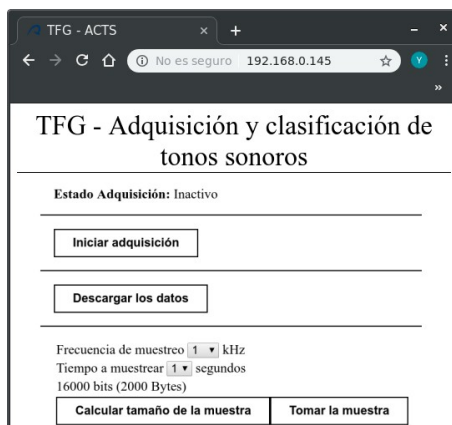 TFG - ACTS
No es seguro 192.168.0.145
Y
TFG - Adquisición y clasificación de
tonos sonoros
Estado Adquisición: Inactivo
Iniciar adquisición
Descargar los datos
Frecuencia de muestreo 1 kHz
Tiempo a muestrear 1 segundos
16000 bits (2000 Bytes)
Calcular tamaño de la muestra Tomar la muestra